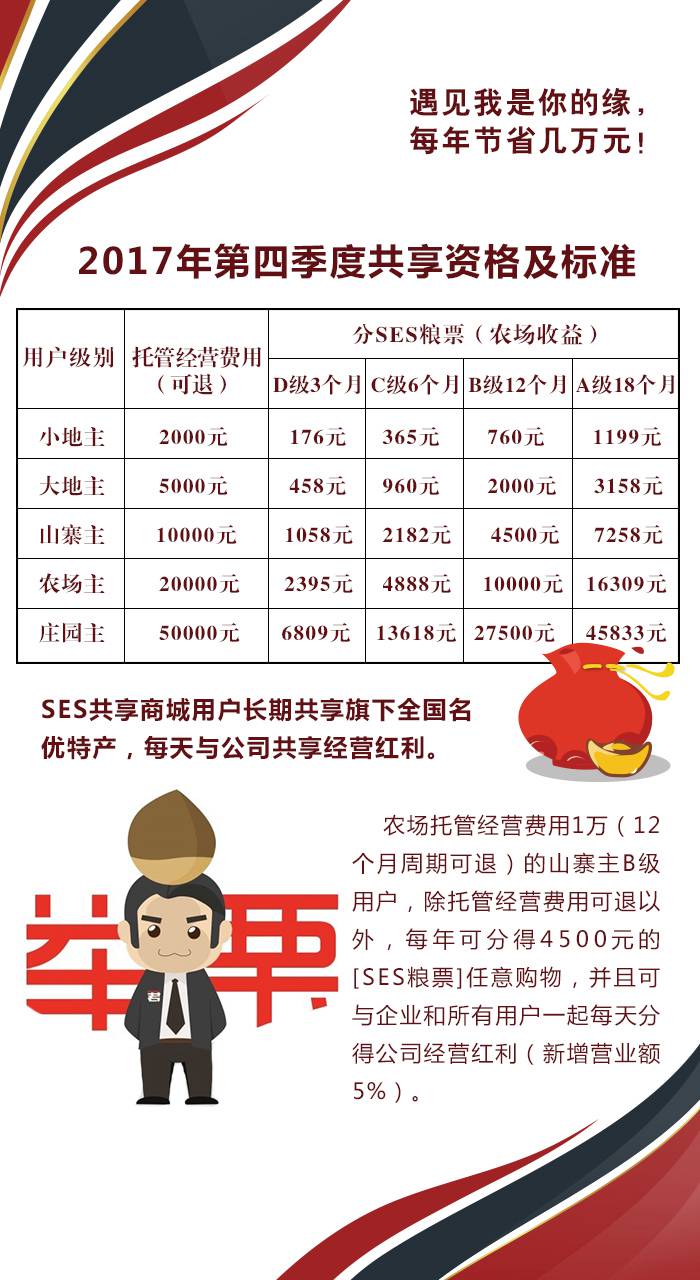 遇见我是你的缘，
每年节省几万元！
2017年第四季度共享资格及标准
用户级别
托管经营费用
（可退）
分SES粮票（农场收益）
D级3个月 C级6个月 B级12个月 A级18个月
小地主 2000元 176元 365元 760元 1199元
大地主 5000元 458元 960元 2000元 3158元
山寨主 10000元 1058元 2182元 4500元 7258元
农场主 20000元 2395元 4888元 10000元 16309元
庄园主 50000元 6809元 13618元 27500元 45833元
SES共享商城用户长期共享旗下全国名
优特产，每天与公司共享经营红利。
农场托管经营费用1万（12
个月周期可退）的山寨主B级
用户，除托管经营费用可退以
外，每年可分得4500元的
[SES粮票]任意购物，并且可
与企业和所有用户一起每天分
得公司经营红利（新增营业额
5%）。
票